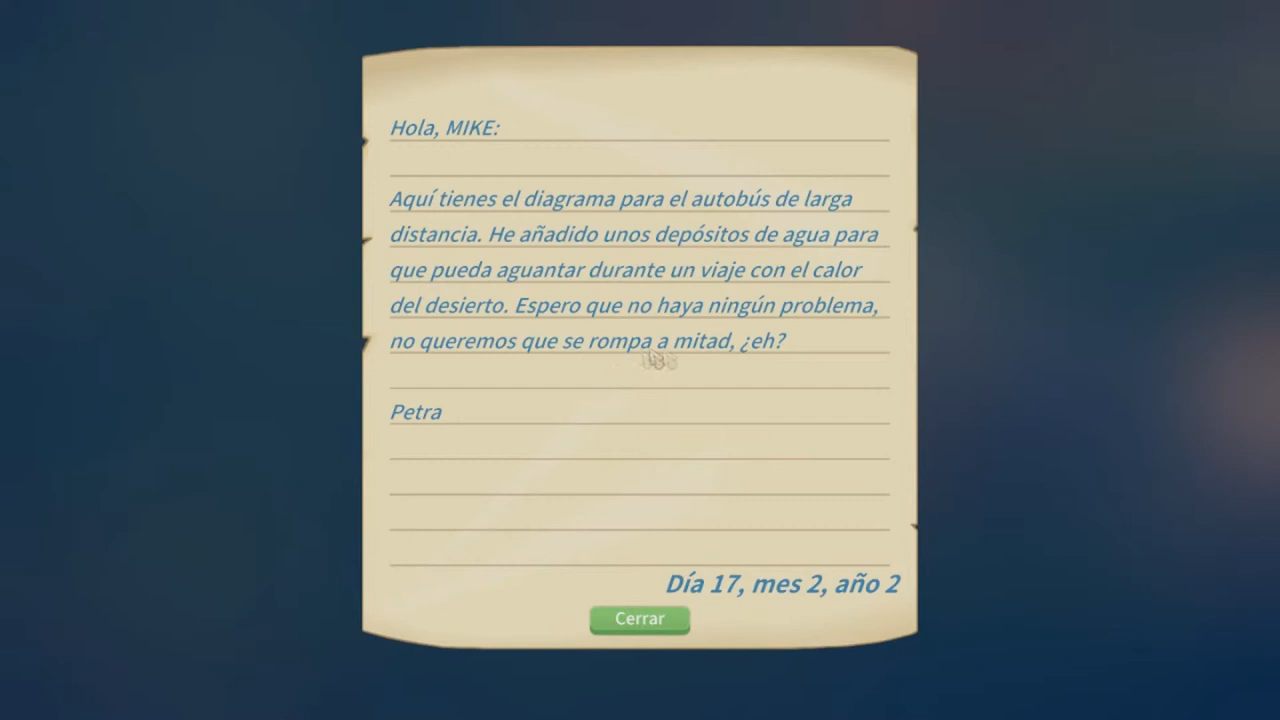 Hola, MIKE:
Aquí tienes el diagrama para el autobús de larga
distancia. He añadido unos depósitos de agua para
que pueda aguantar durante un viaje con el calor
del desierto. Espero que no haya ningún problema,
no queremos que se rompa a mitad, ¿eh?
Petra
Día 17, mes 2, año 2
Cerrar